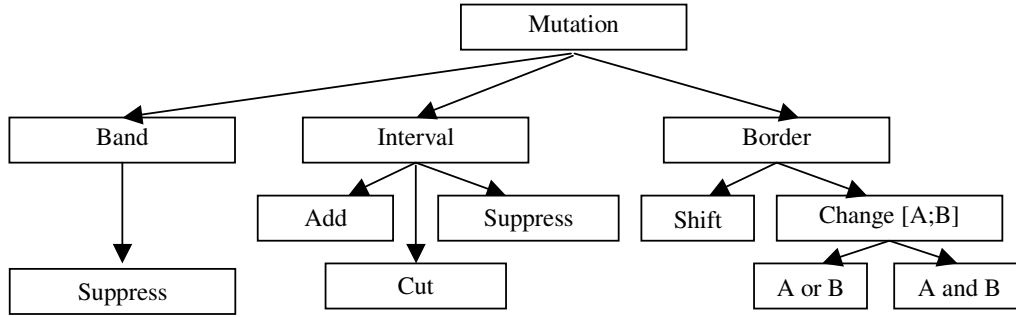 Mutation
Band
Interval
Border
Add
Suppress
Shift
Change [A;B]
Suppress
Cut
A or B
A and B